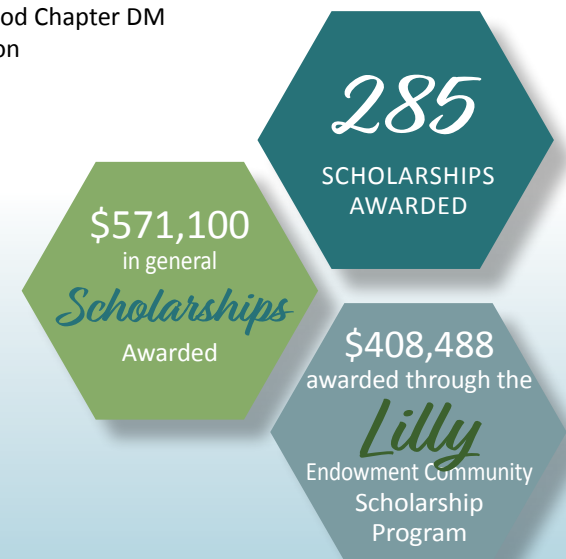 od Chapter DM
on
285
SCHOLARSHIPS
AWARDED
$571,100
in general
Scholarships
Awarded
$408,488
awarded through the
Lilly
Endowment Community
Scholarship
Program